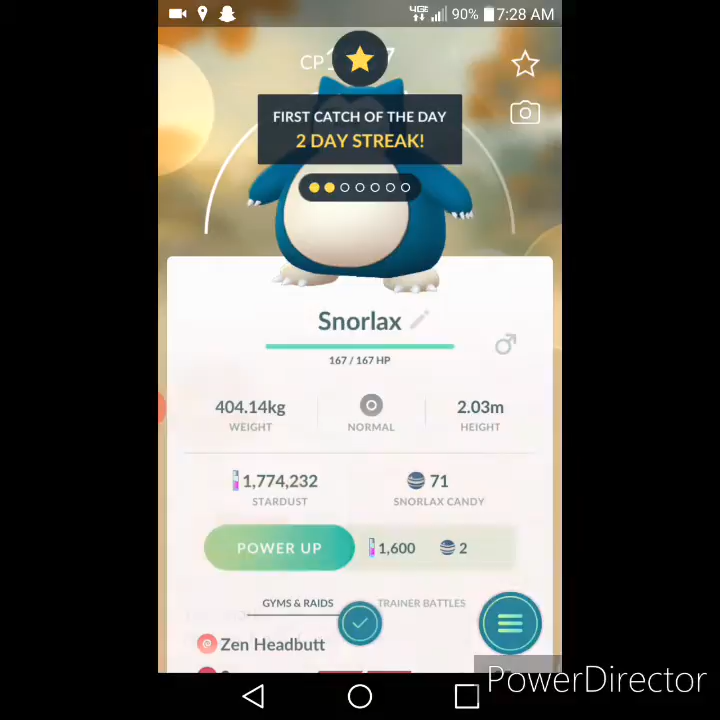 4GE 90% 7:28 AM
CP
FIRST CATCH OF THE DAY
2 DAY STREAK!
Snorlax
167 / 167 HP
404.14kg NORMAL 2.03m
WEIGHT HEIGHT
1,774,232 71
STARDUST SNORLAX CANDY
POWER UP 1,600 2
GYMS & RAIDS TRAINER BATTLES
Zen Headbutt
PowerDirector